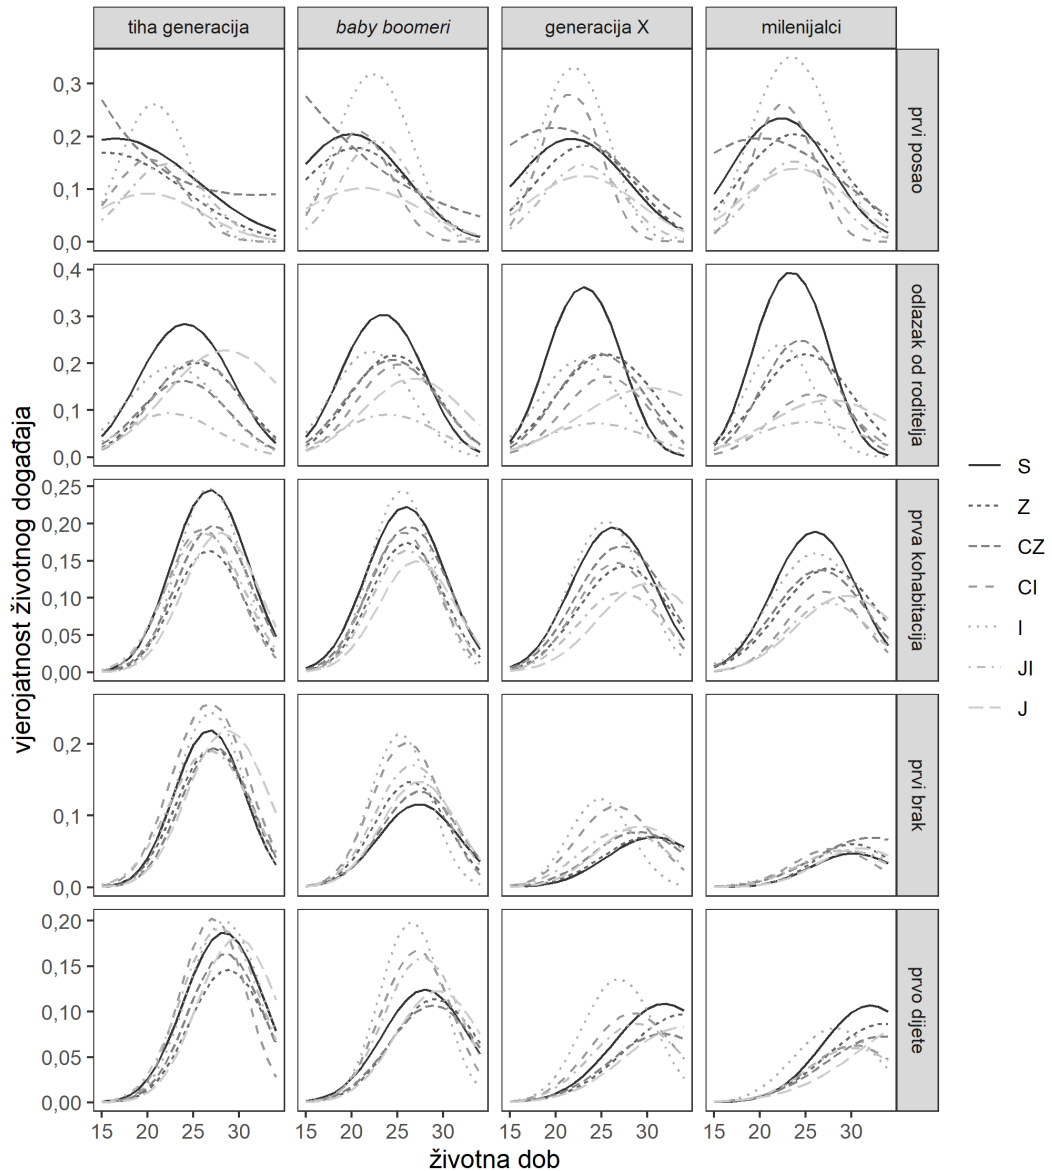 tiha generacija
baby boomeri
generacija X
milenijalci
0,3
0,2
0,1
0,0
prvi posao
0,4
0,3
0,2
0,1
0,0
odlazak od roditelja
0,25
0,20
0,15
0,10
0,05
0,00
prva kohabitacija
0,2
0,1
0,0
prvi brak
0,20
0,15
0,10
0,05
0,00
prvo dijete
15 20 25 30
15 20 25 30
15 20 25 30
15 20 25 30
životna dob
vjerojatnost životnog događaja
S
Z
CZ
CI
I
JI
J